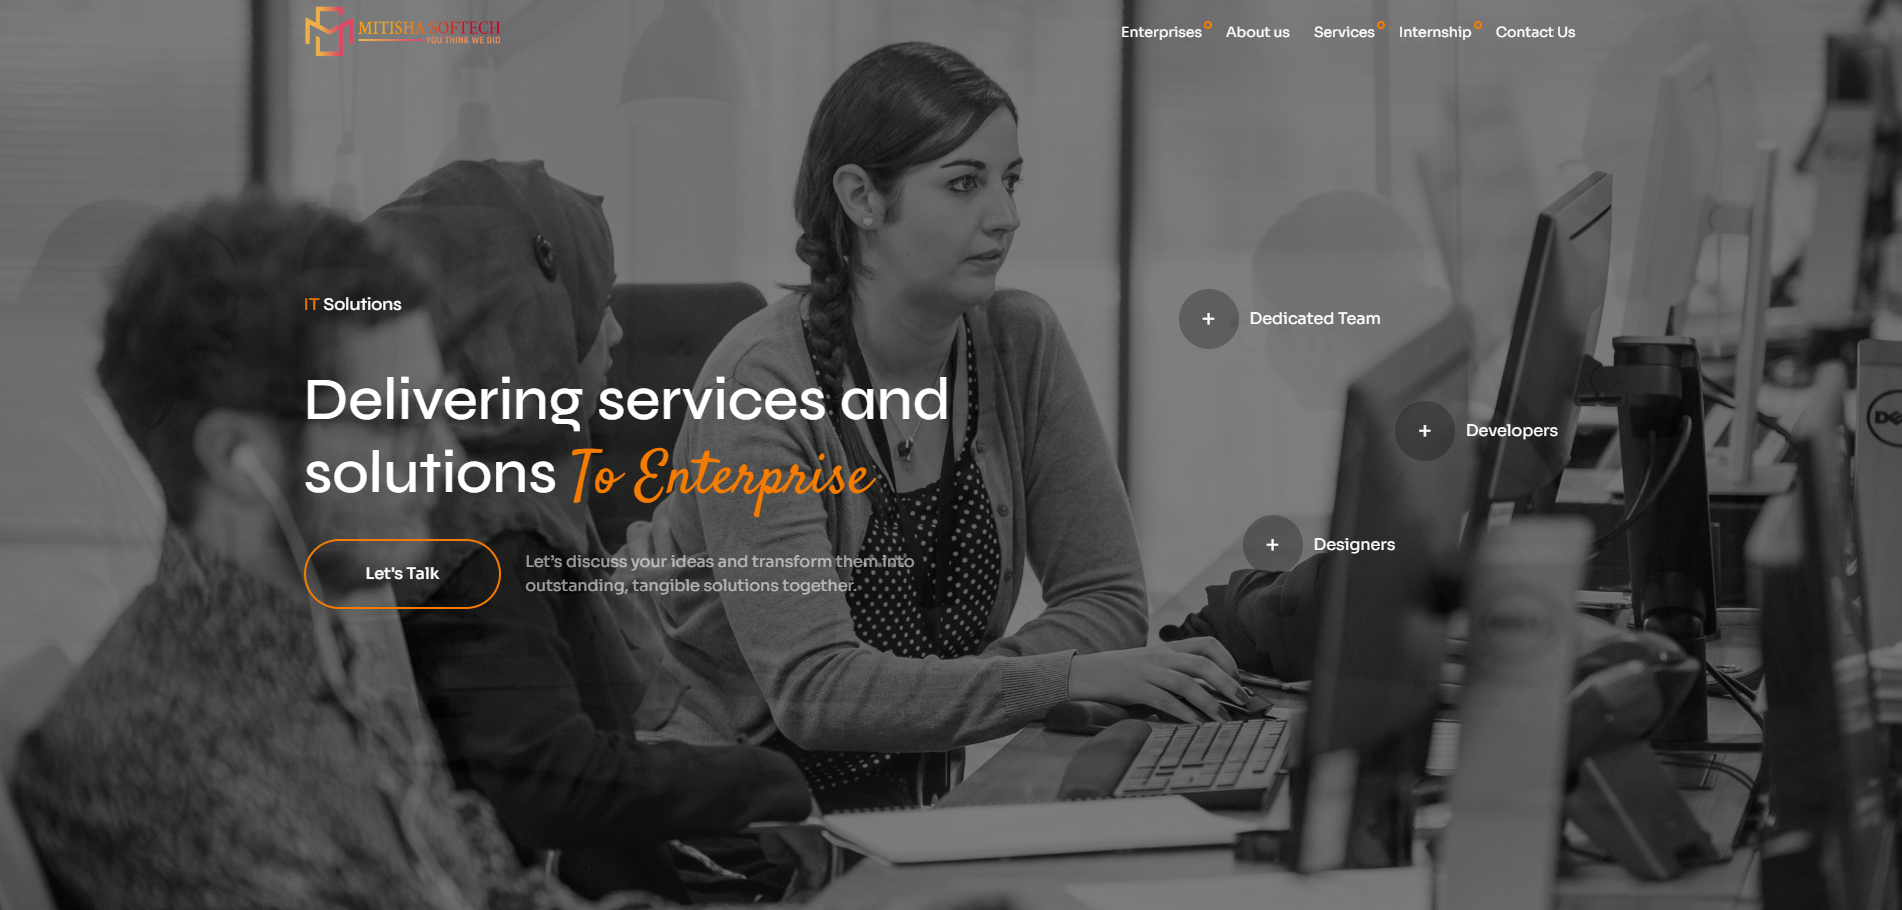 MITISHA SOFTECH
YOU THINK WE DID
Enterprises
About us
Services
Internship
Contact Us
IT Solutions
Delivering services and
solutions To Enterprise
Let's Talk
Let's discuss your ideas and transform them into
outstanding, tangible solutions together.
+ Dedicated Team
+ Developers
+ Designers